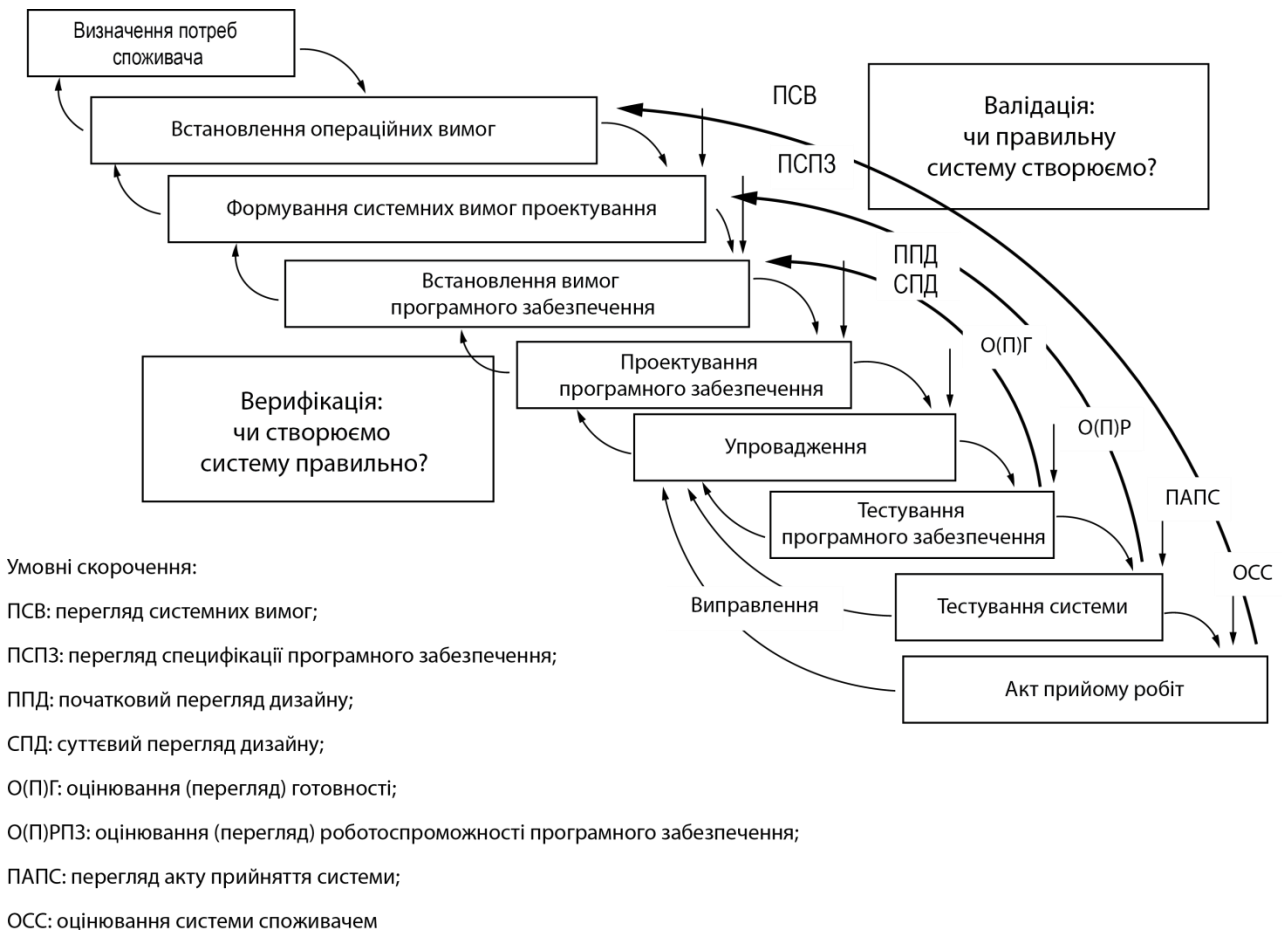 Визначення потреб
споживача
Встановлення операційних вимог
ПСВ
Валідація:
чи правильну
систему створюємо?
ПСПЗ
Формування системних вимог проектування
ППД
СПД
Встановлення вимог
програмного забезпечення
О(П)Г
Проектування
програмного забезпечення
Верифікація:
чи створюємо
систему правильно?
О(П)Р
Упровадження
ПАПС
Тестування
програмного забезпечення
ОСС
Виправлення
Тестування системи
Акт прийому робіт
Умовні скорочення:
ПСВ: перегляд системних вимог;
ПСПЗ: перегляд специфікації програмного забезпечення;
ППД: початковий перегляд дизайну;
СПД: суттєвий перегляд дизайну;
О(П)Г: оцінювання (перегляд) готовності;
О(П)РПЗ: оцінювання (перегляд) роботоспроможності програмного забезпечення;
ПАПС: перегляд акту прийняття системи;
ОСС: оцінювання системи споживачем